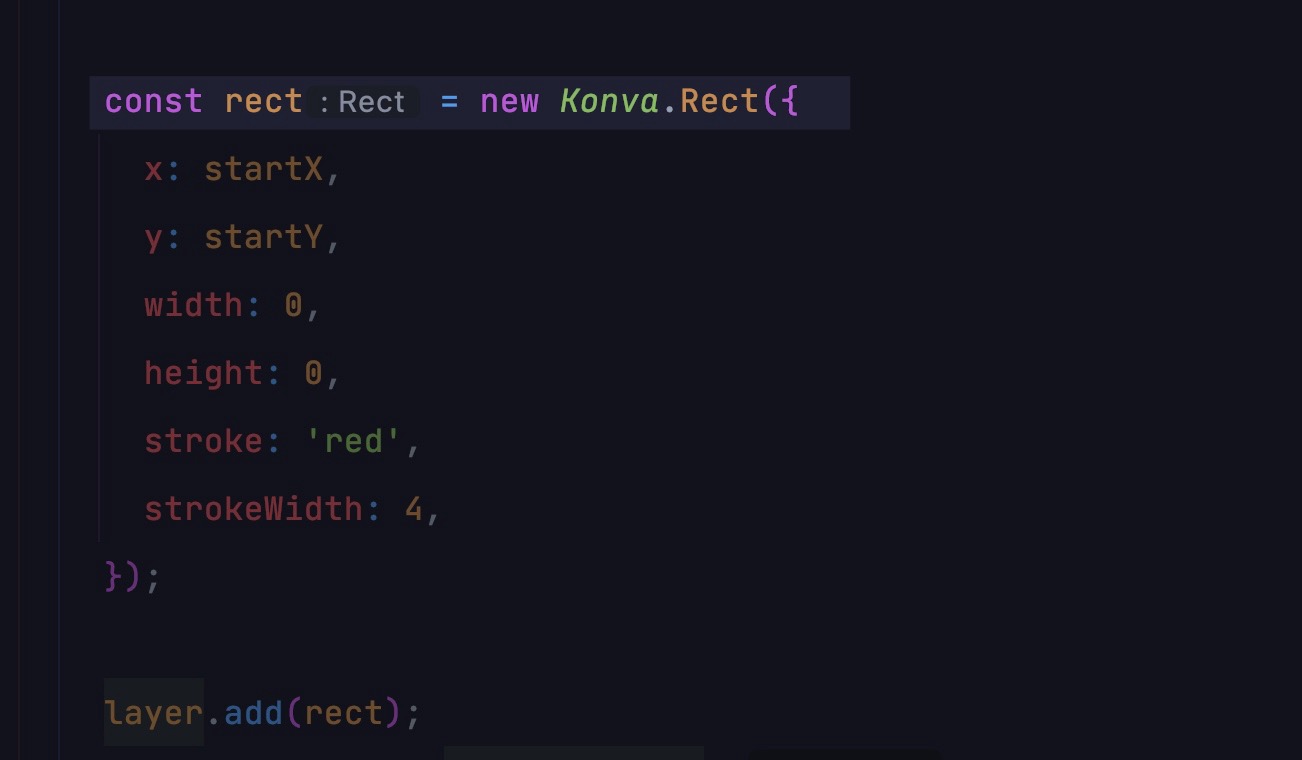 const rect : Rect = new Konva.Rect({
x: startX,
y: startY,
width: 0,
height: 0,
stroke: 'red',
strokeWidth: 4,
});
layer.add(rect);